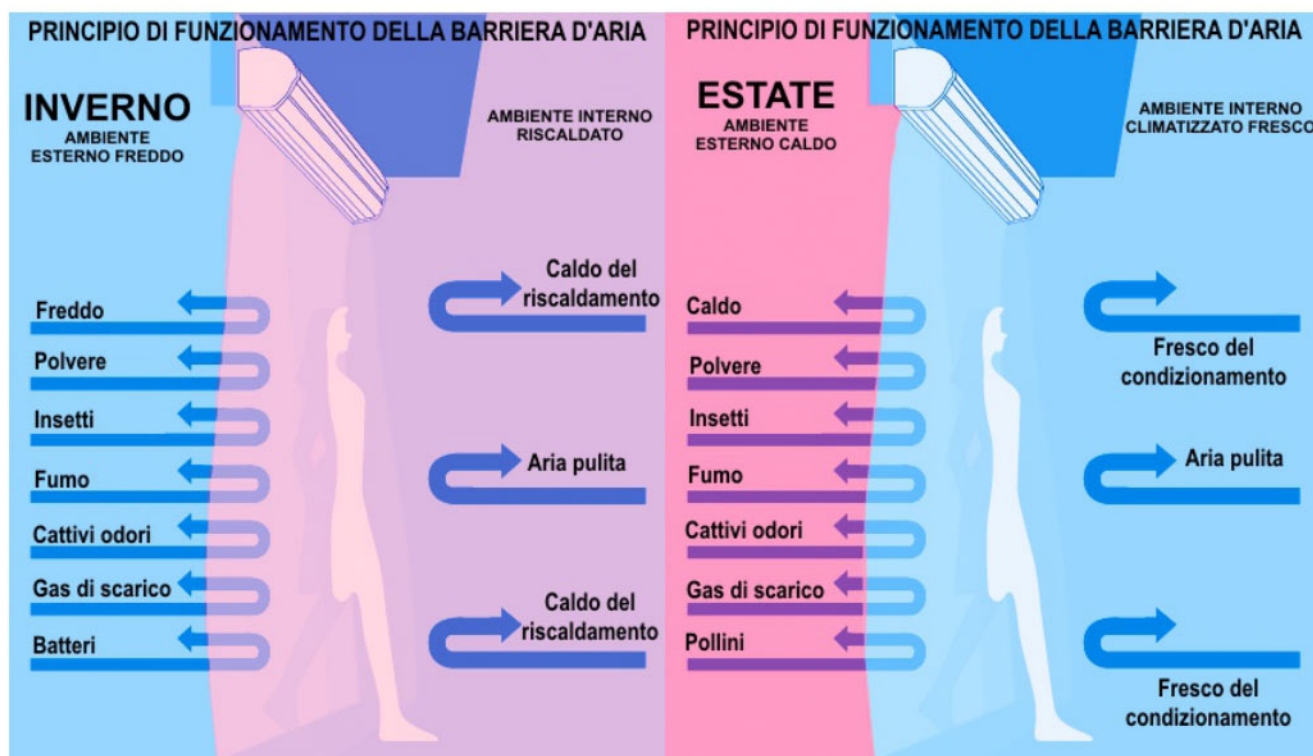 PRINCIPIO DI FUNZIONAMENTO DELLA BARRIERA D'ARIA
INVERNO
AMBIENTE
ESTERNO FREDDO
AMBIENTE INTERNO
RISCALDATO
Freddo
Polvere
Insetti
Fumo
Cattivi odori
Gas di scarico
Batteri
Caldo del
riscaldamento
Aria pulita
Caldo del
riscaldamento
PRINCIPIO DI FUNZIONAMENTO DELLA BARRIERA D'ARIA
ESTATE
AMBIENTE
ESTERNO CALDO
AMBIENTE INTERNO
CLIMATIZZATO FRESCO
Caldo
Polvere
Insetti
Fumo
Cattivi odori
Gas di scarico
Pollini
Fresco del
condizionamento
Aria pulita
Fresco del
condizionamento